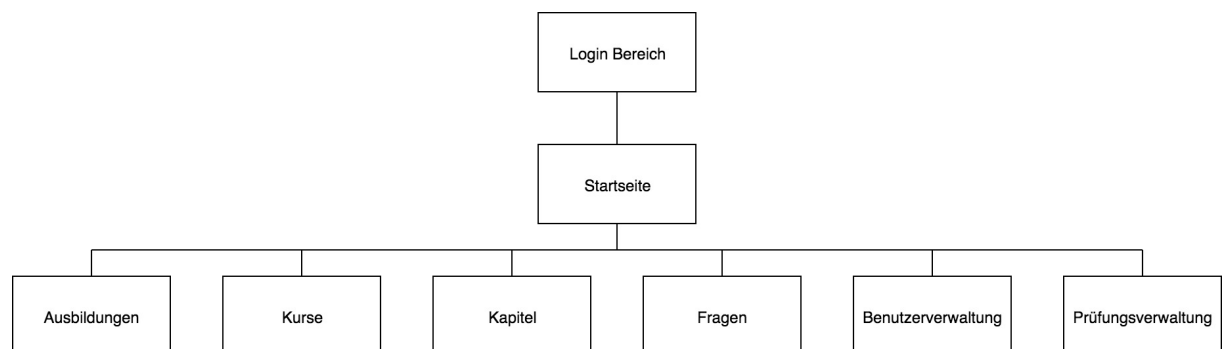 Login Bereich
Startseite
Ausbildungen
Kurse
Kapitel
Fragen
Benutzerverwaltung
Prüfungsverwaltung